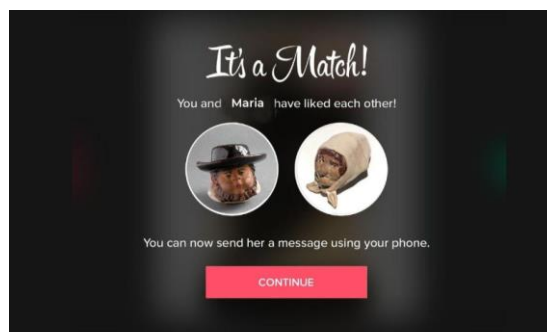 It's a Match!
You and Maria have liked each other!
You can now send her a message using your phone.
CONTINUE